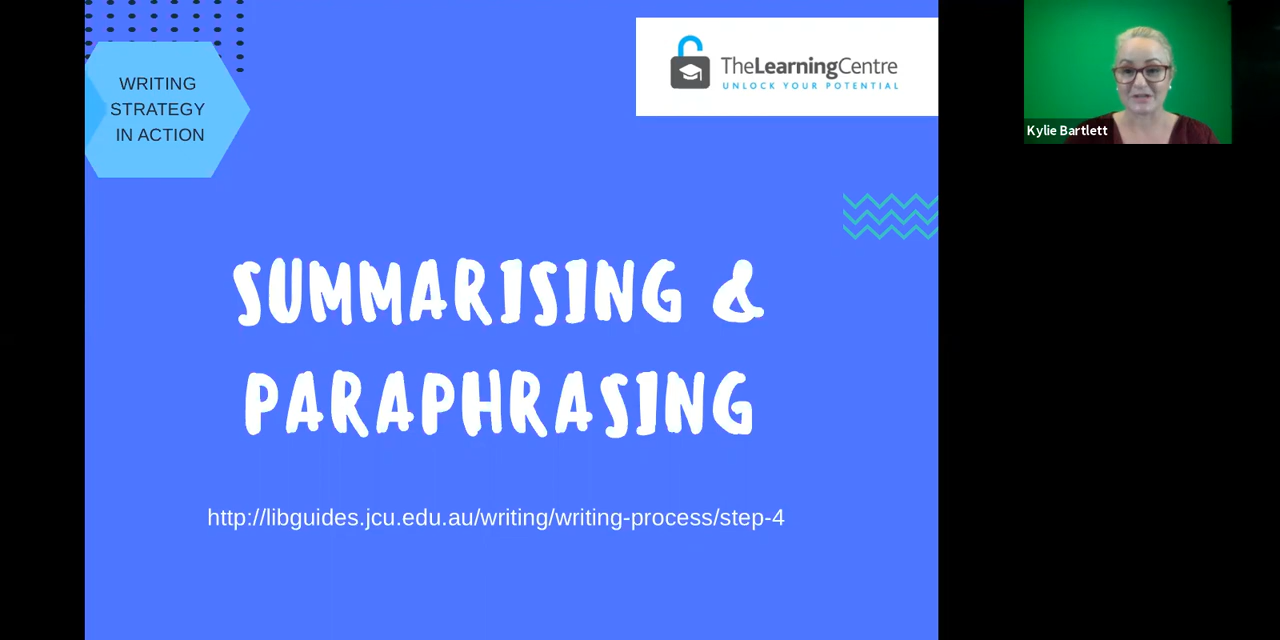 WRITING
STRATEGY
IN ACTION
TheLearningCentre
UNLOCK YOUR POTENTIAL
Kylie Bartlett
SUMMARISING &
PARAPHRASING
http://libguides.jcu.edu.au/writing/writing-process/step-4